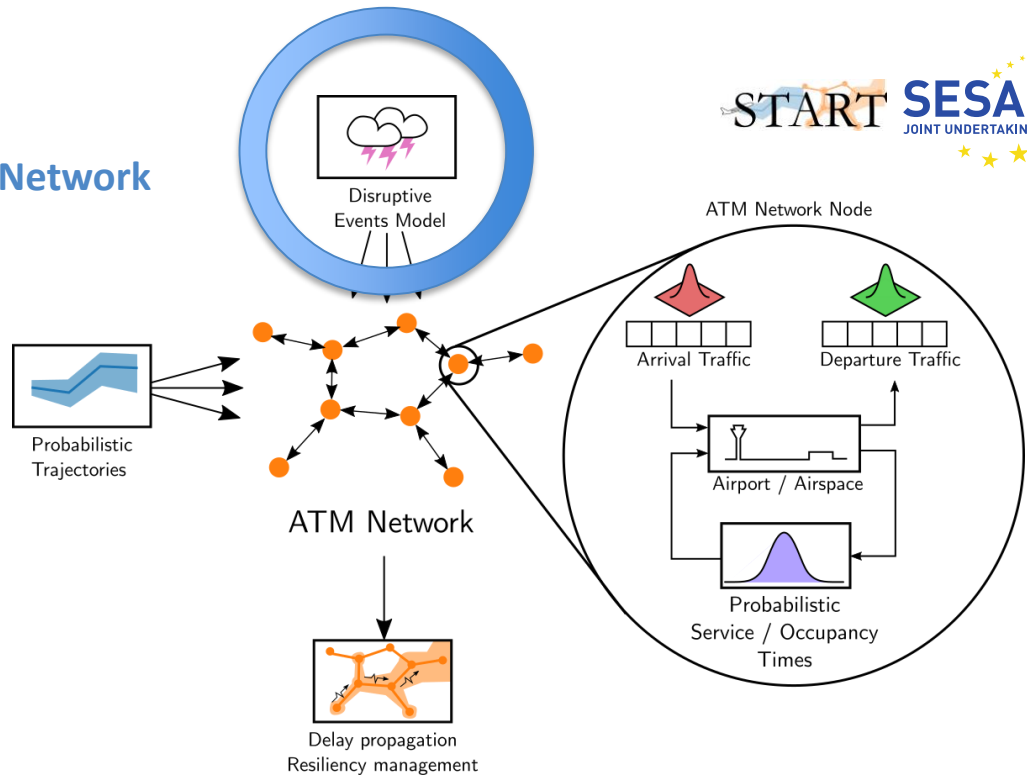 START
SESA
JOINT UNDERTAKIN
Network
Disruptive
Events Model
ATM Network Node
Arrival Traffic
Departure Traffic
Probabilistic
Trajectories
Airport / Airspace
ATM Network
Probabilistic
Service / Occupancy
Times
Delay propagation
Resiliency management